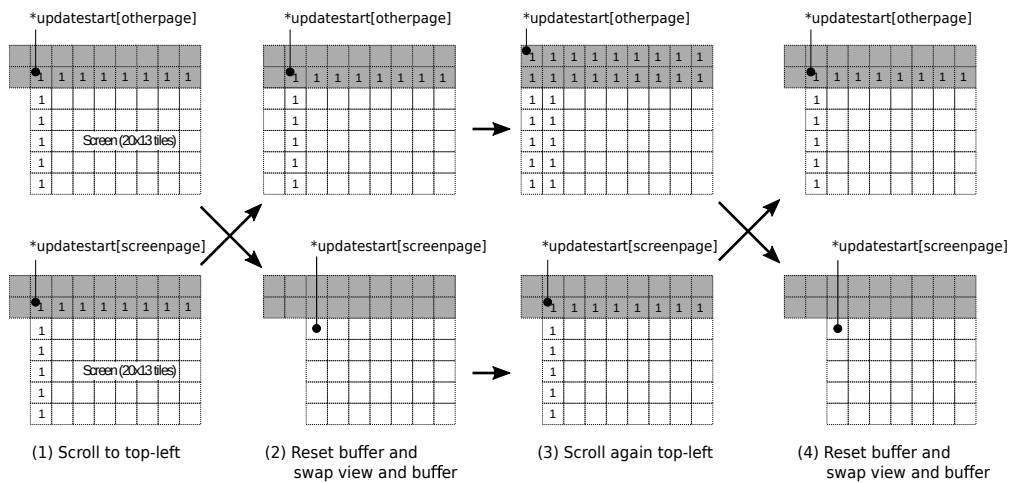 *updatestart[otherpage] *updatestart[otherpage] *updatestart[otherpage] *updatestart[otherpage]
1 1 1 1 1 1 1 1 1
1 1 1 1 1 1 1 1 1 1 1 1 1 1 1 1 1 1 1 1 1 1 1 1 1 1 1 1 1 1 1 1 1
1 1 1 1 1
1 1 1 1 1
1 Screen (20x13 tiles) 1 1 1 1
1 1 1 1 1
1 1 1 1 1
*updatestart[screenpage] *updatestart[screenpage] *updatestart[screenpage] *updatestart[screenpage]
1 1 1 1 1 1 1 1 1 1 1 1 1 1 1 1
1 1
1 1
1 Screen (20x13 tiles) 1
1 1
1 1
(1) Scroll to top-left (2) Reset buffer and (3) Scroll again top-left (4) Reset buffer and
swap view and buffer swap view and buffer